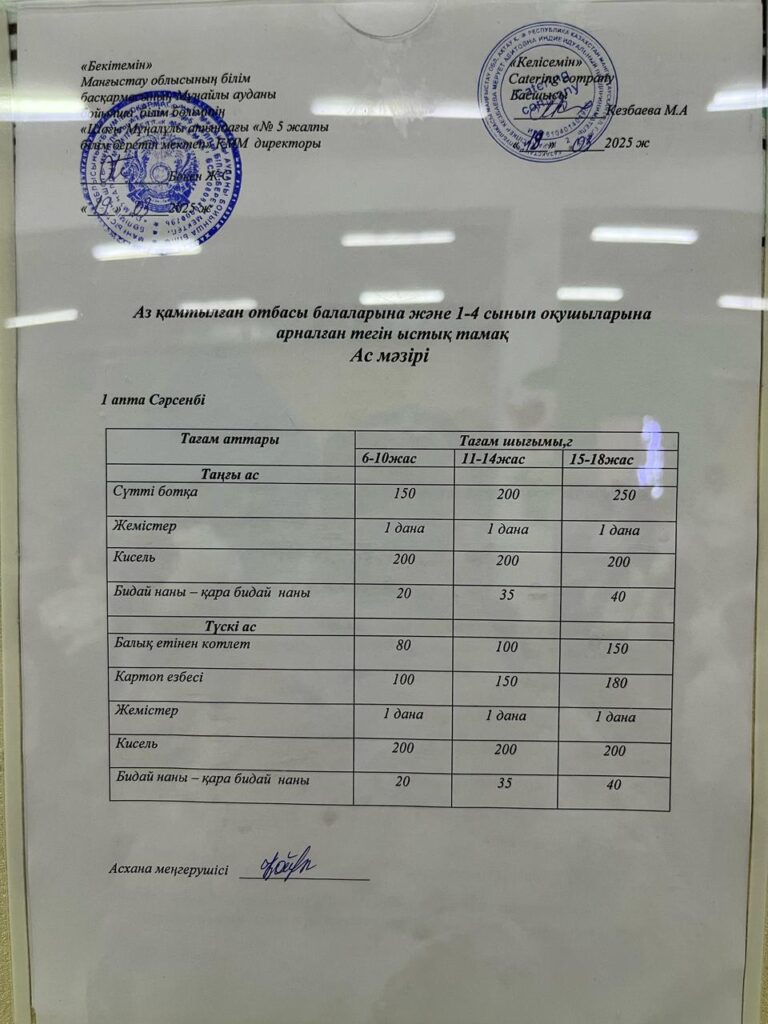 «Бекітемін»
Маңғыстау облысының білім
басқармасының Мұнайлы ауданы
бойынша білім бөлімінің
«Шағы Мұңалұлы атындағы «№ 5 жалпы
білім беретін мектеп» КММ директоры
Ж.С
2025 ж
«Келісемін»
Catering company
Басшысы
Кезбаева М.А
2025 ж
Аз қамтылған отбасы балаларына және 1-4 сынып оқушыларына
арналған тегін ыстық тамақ
Ас мәзірі
1 апта Сәрсенбі
Тағам аттары Тағам шығымы,г
6-10жас 11-14жас 15-18жас
Таңғы ас
Сүтті ботқа 150 200 250
Жемістер 1 дана 1 дана 1 дана
Кисель 200 200 200
Бидай наны – қара бидай наны 20 35 40
Түскі ас
Балық етінен котлет 80 100 150
Картоп езбесі 100 150 180
Жемістер 1 дана 1 дана 1 дана
Кисель 200 200 200
Бидай наны – қара бидай наны 20 35 40
Асхана меңгерушісі